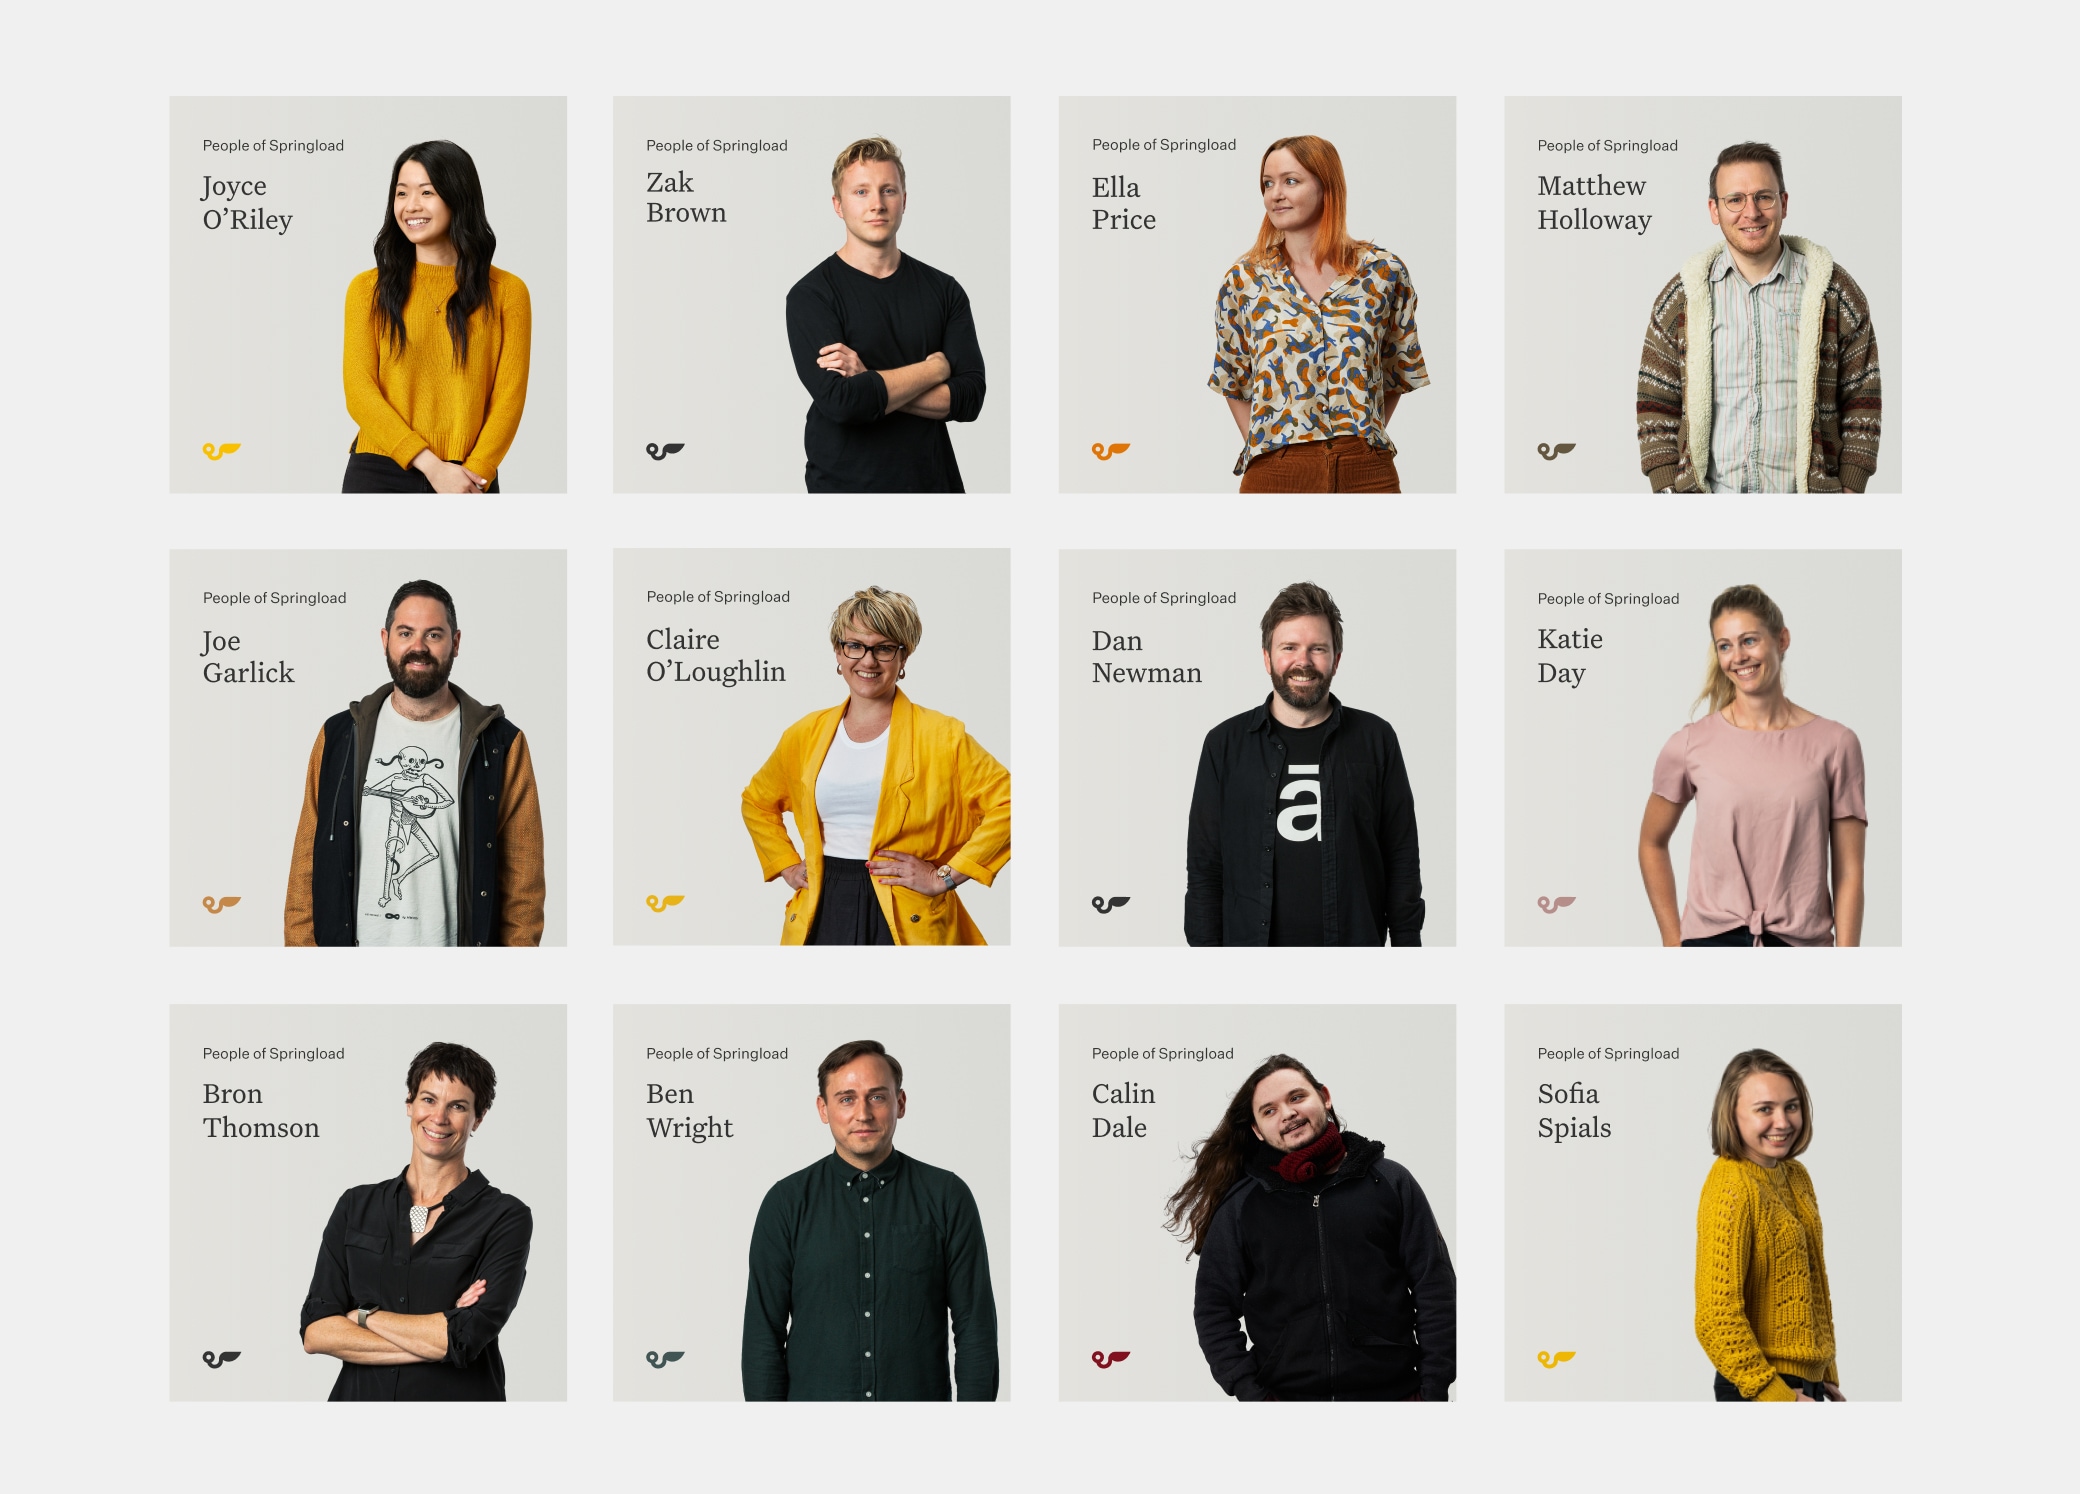 People of Springload
Joyce
O’Riley
People of Springload
Zak
Brown
People of Springload
Ella
Price
People of Springload
Matthew
Holloway
People of Springload
Joe
Garlick
People of Springload
Claire
O’Loughlin
People of Springload
Dan
Newman
ā
People of Springload
Katie
Day
People of Springload
Bron
Thomson
People of Springload
Ben
Wright
People of Springload
Calin
Dale
People of Springload
Sofia
Spials